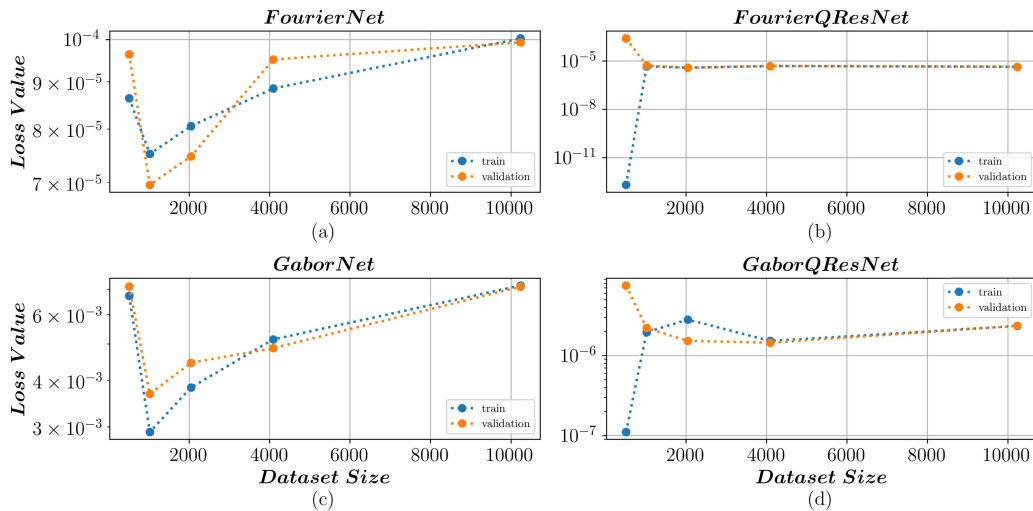 FourierNet
Loss Value
10⁻⁴
9 × 10⁻⁵
8 × 10⁻⁵
7 × 10⁻⁵
train
validation
2000 4000 6000 8000 10000
(a)
FourierQResNet
10⁻⁵
10⁻⁸
10⁻¹¹
train
validation
2000 4000 6000 8000 10000
(b)
GaborNet
Loss Value
6 × 10⁻³
4 × 10⁻³
3 × 10⁻³
train
validation
2000 4000 6000 8000 10000
Dataset Size
(c)
GaborQResNet
10⁻⁶
10⁻⁷
train
validation
2000 4000 6000 8000 10000
Dataset Size
(d)